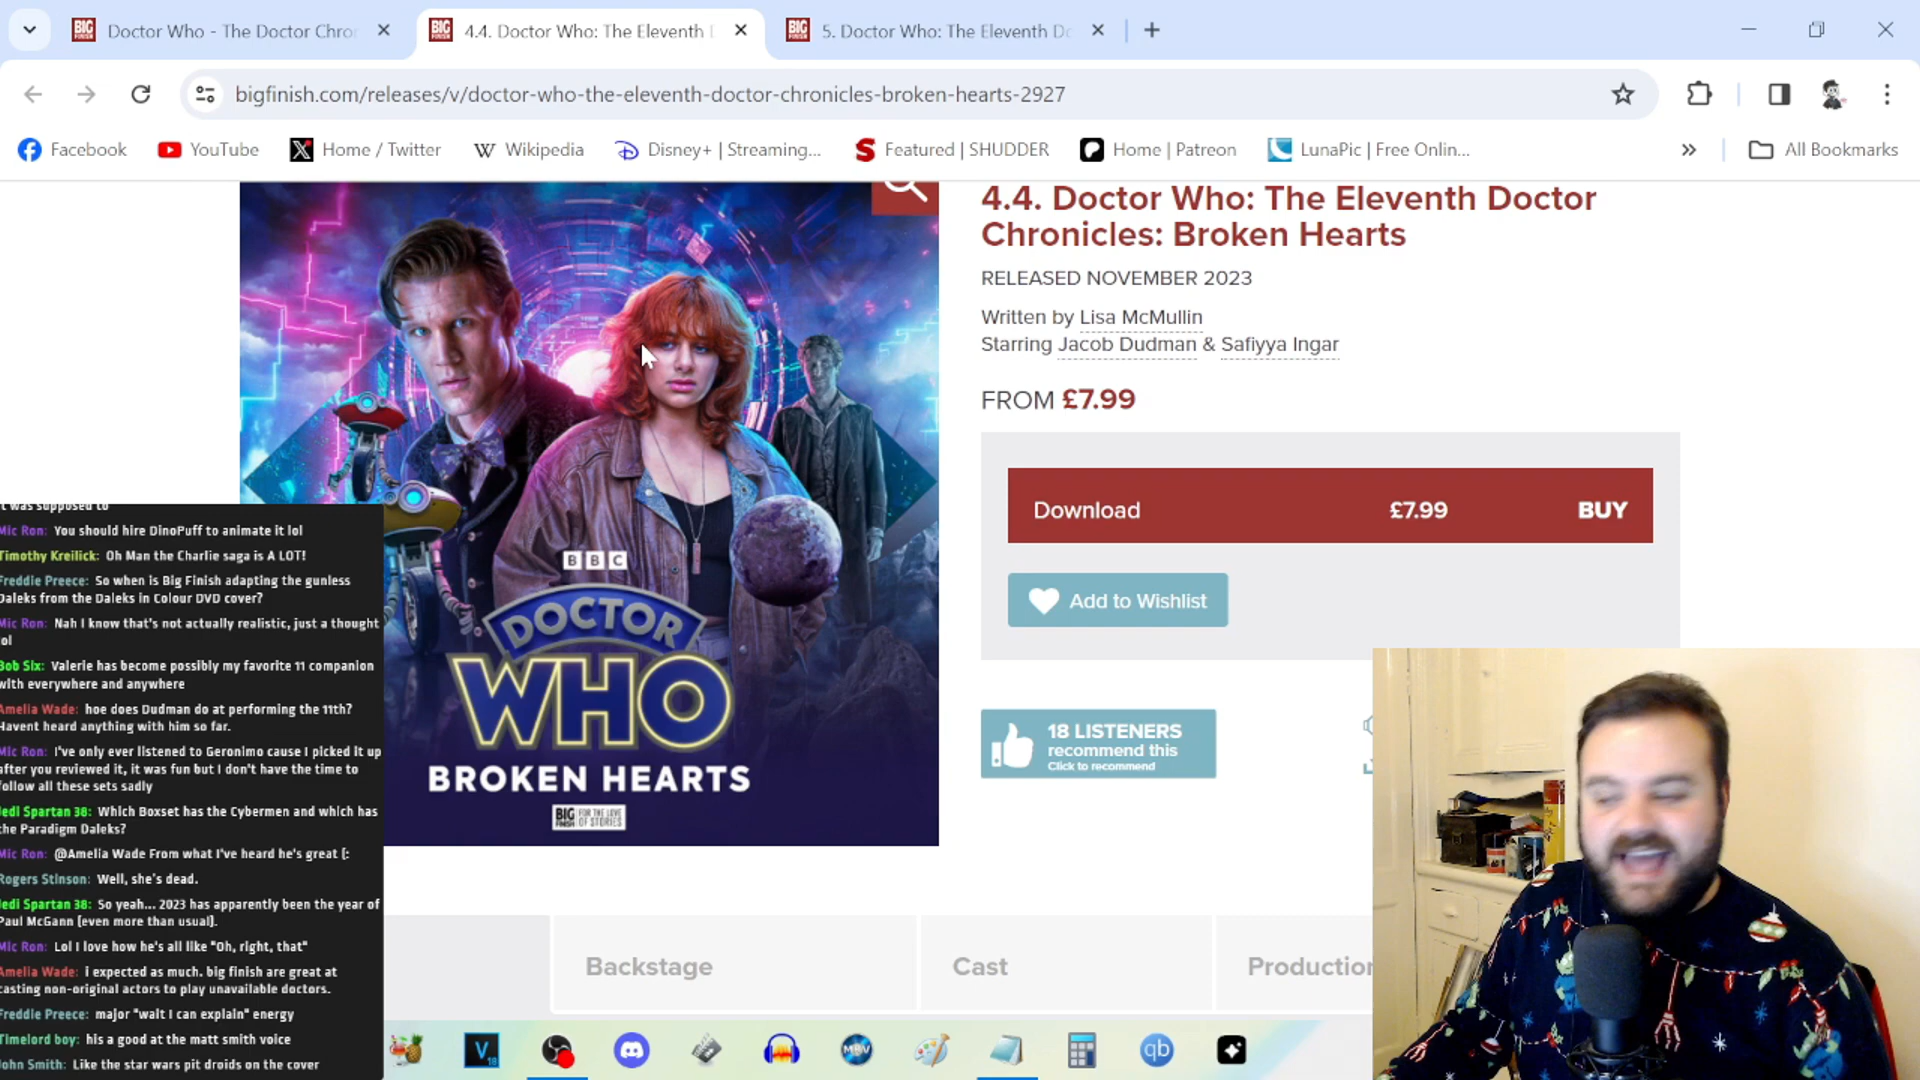 Doctor Who - The Doctor Chro
4.4. Doctor Who: The Eleventh D
5. Doctor Who: The Eleventh Do
bigfinish.com/releases/v/doctor-who-the-eleventh-doctor-chronicles-broken-hearts-2927
Facebook
YouTube
Home / Twitter
Wikipedia
Disney+ | Streaming...
Featured | SHUDDER
Home | Patreon
LunaPic | Free Onlin...
All Bookmarks
4.4. Doctor Who: The Eleventh Doctor
Chronicles: Broken Hearts
RELEASED NOVEMBER 2023
Written by Lisa McMullin
Starring Jacob Dudman & Safiyya Ingar
FROM £7.99
Download £7.99 BUY
Add to Wishlist
18 LISTENERS
recommend this
Click to recommend
BBC
DOCTOR
WHO
BROKEN HEARTS
BIG FINISH
FOR THE LOVE
OF STORIES
Backstage
Cast
Production
it was supposed to
Mic Ron: You should hire DinoPuff to animate it lol
Timothy Kreilick: Oh Man the Charlie saga is A LOT!
Freddie Preece: So when is Big Finish adapting the gunless
Daleks from the Daleks in Colour DVD cover?
Mic Ron: Nah I know that's not actually realistic, just a thought
lol
Bob Six: Valerie has become possibly my favorite 11 companion
with everywhere and anywhere
Amelia Wade: hoe does Dudman do at performing the 11th?
Havent heard anything with him so far.
Mic Ron: I've only ever listened to Geronimo cause I picked it up
after you reviewed it, it was fun but I don't have the time to
follow all these sets sadly
Jedi Spartan 38: Which Boxset has the Cybermen and which has
the Paradigm Daleks?
Mic Ron: @Amelia Wade From what I've heard he's great (:
Rogers Stinson: Well, she's dead.
Jedi Spartan 38: So yeah... 2023 has apparently been the year of
Paul McGann (even more than usual).
Mic Ron: Lol I love how he's all like "Oh, right, that"
Amelia Wade: i expected as much. big finish are great at
casting non-original actors to play unavailable doctors.
Freddie Preece: major "wait I can explain" energy
Timelord boy: his a good at the matt smith voice
John Smith: Like the star wars pit droids on the cover